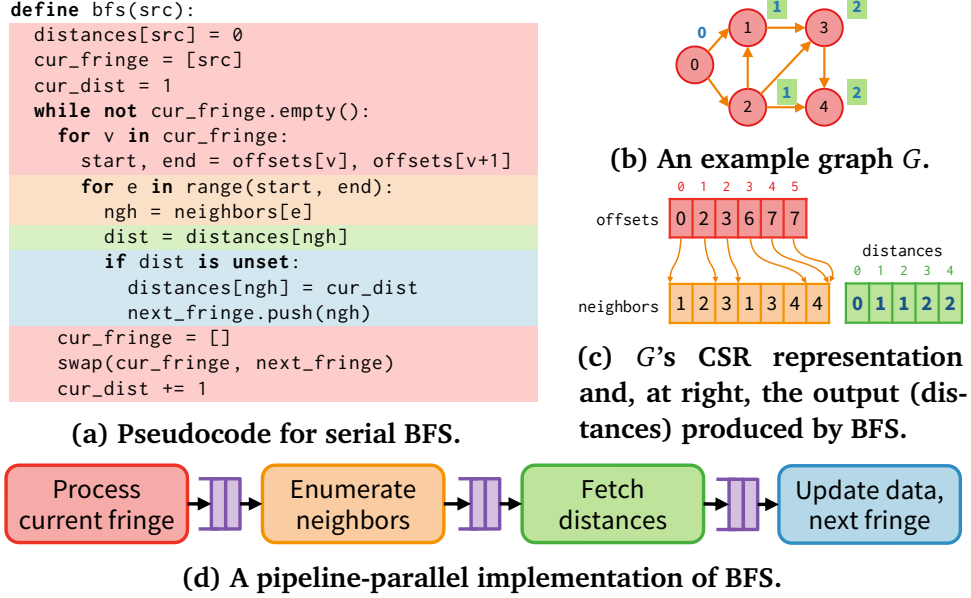 define bfs(src):
distances[src] = 0
cur_fringe = [src]
cur_dist = 1
while not cur_fringe.empty():
for v in cur_fringe:
start, end = offsets[v], offsets[v+1]
for e in range(start, end):
ngh = neighbors[e]
dist = distances[ngh]
if dist is unset:
distances[ngh] = cur_dist
next_fringe.push(ngh)
cur_fringe = []
swap(cur_fringe, next_fringe)
cur_dist += 1
(a) Pseudocode for serial BFS.
1 2
0 1 3
0
1
2 4 2
(b) An example graph G.
0 1 2 3 4 5
offsets 0 2 3 6 7 7
distances
0 1 2 3 4
neighbors 1 2 3 1 3 4 4 0 1 1 2 2
(c) G's CSR representation
and, at right, the output (dis-
tances) produced by BFS.
Process
current fringe
Enumerate
neighbors
Fetch
distances
Update data,
next fringe
(d) A pipeline-parallel implementation of BFS.